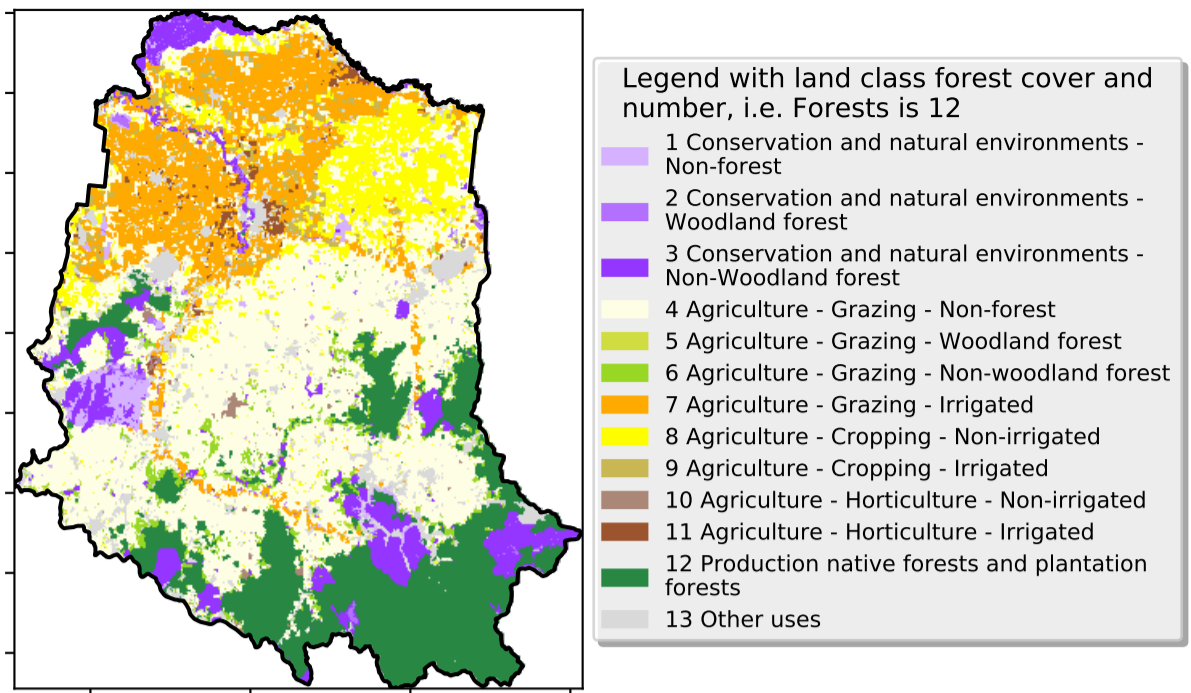 Legend with land class forest cover and
number, i.e. Forests is 12
1 Conservation and natural environments -
Non-forest
2 Conservation and natural environments -
Woodland forest
3 Conservation and natural environments -
Non-Woodland forest
4 Agriculture - Grazing - Non-forest
5 Agriculture - Grazing - Woodland forest
6 Agriculture - Grazing - Non-woodland forest
7 Agriculture - Grazing - Irrigated
8 Agriculture - Cropping - Non-irrigated
9 Agriculture - Cropping - Irrigated
10 Agriculture - Horticulture - Non-irrigated
11 Agriculture - Horticulture - Irrigated
12 Production native forests and plantation
forests
13 Other uses